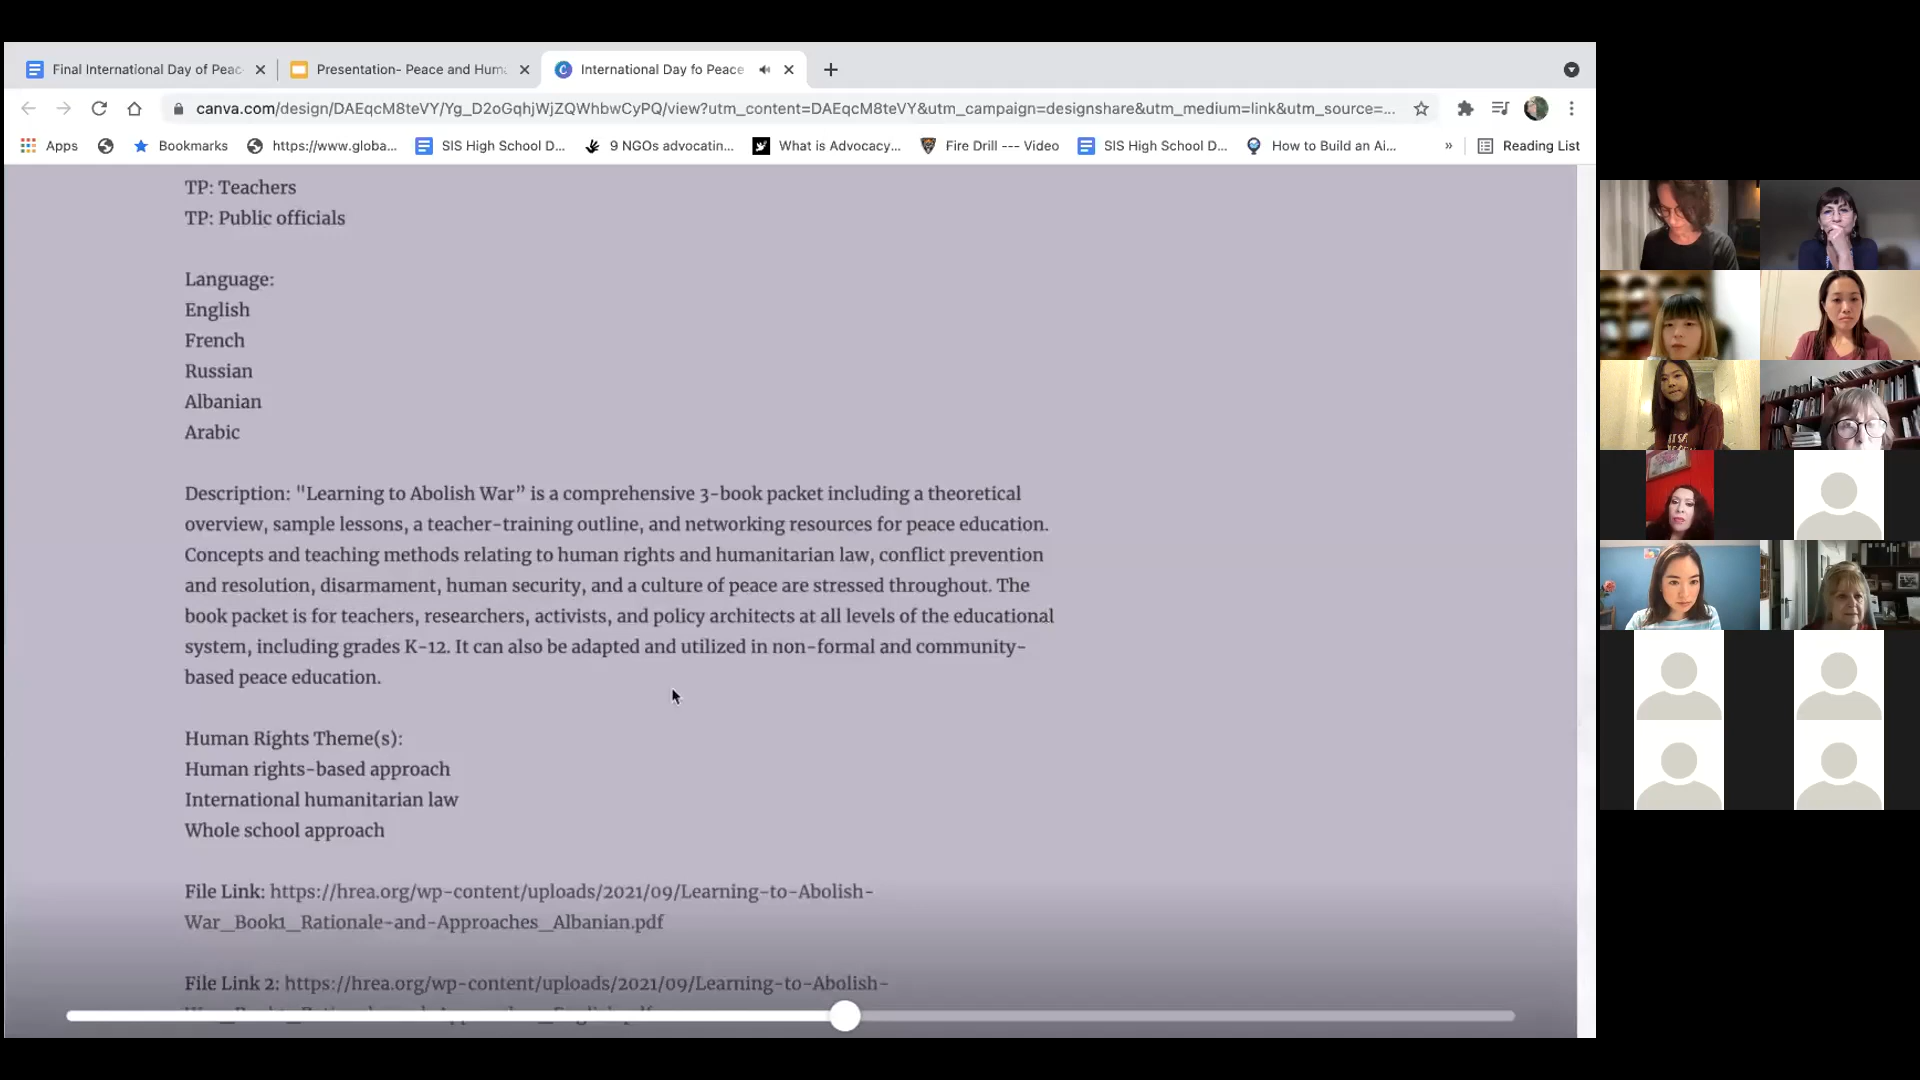 Final International Day of Peac
Presentation- Peace and Huma
International Day fo Peace
canva.com/design/DAEqcM8teVY/Yg_D2oGqhjWjZQWhbwCyPQ/view?utm_content=DAEqcM8teVY&utm_campaign=designshare&utm_medium=link&utm_source=...
Apps
Bookmarks
https://www.globa...
SIS High School D...
9 NGOs advocatin...
What is Advocacy...
Fire Drill --- Video
SIS High School D...
How to Build an Ai...
»
Reading List
TP: Teachers
TP: Public officials
Language:
English
French
Russian
Albanian
Arabic
Description: "Learning to Abolish War” is a comprehensive 3-book packet including a theoretical
overview, sample lessons, a teacher-training outline, and networking resources for peace education.
Concepts and teaching methods relating to human rights and humanitarian law, conflict prevention
and resolution, disarmament, human security, and a culture of peace are stressed throughout. The
book packet is for teachers, researchers, activists, and policy architects at all levels of the educational
system, including grades K-12. It can also be adapted and utilized in non-formal and community-
based peace education.
Human Rights Theme(s):
Human rights-based approach
International humanitarian law
Whole school approach
File Link: https://hrea.org/wp-content/uploads/2021/09/Learning-to-Abolish-
War_Book1_Rationale-and-Approaches_Albanian.pdf
File Link 2: https://hrea.org/wp-content/uploads/2021/09/Learning-to-Abolish-